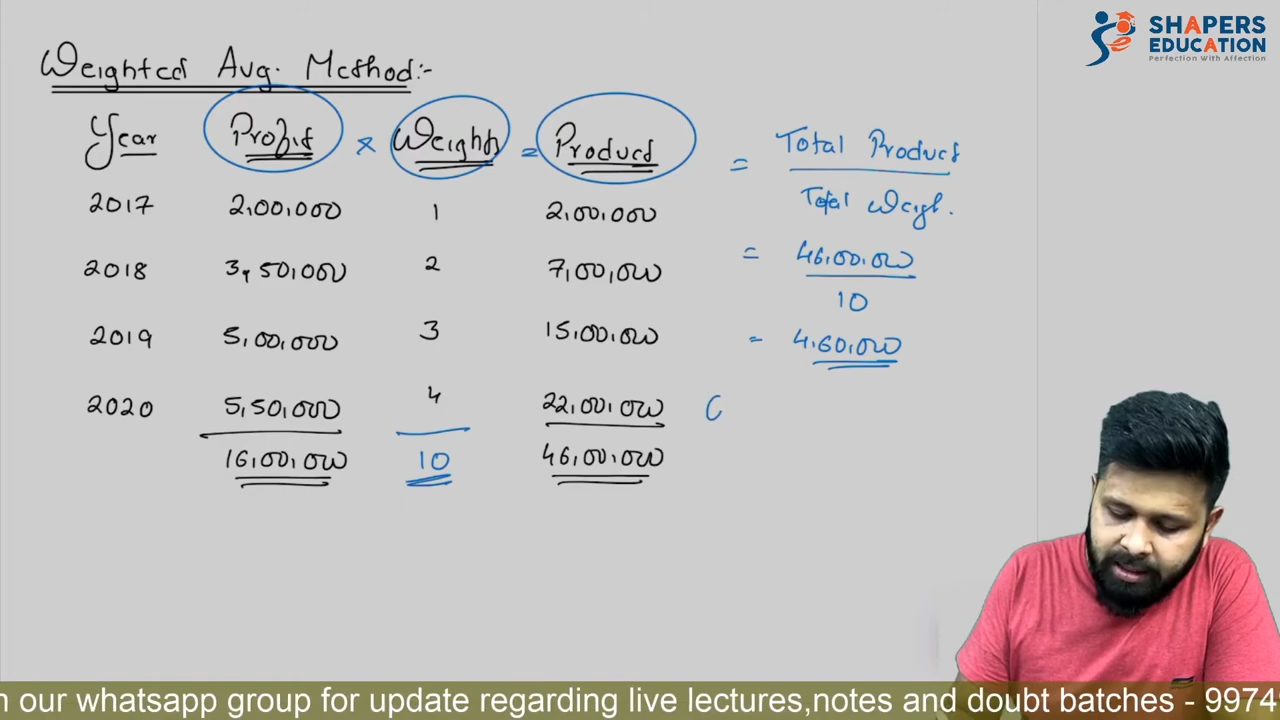 SHAPERS
EDUCATION
Perfection With Affection
Weighted Avg. Method:-
Year Profit × Weights = Product
2017 2,00,000 1 2,00,000
2018 3,50,000 2 7,00,000
2019 5,00,000 3 15,00,000
2020 5,50,000 4 22,00,000
16,00,000 10 46,00,000
= Total Product
Total Weigh.
= 46,00,000
10
= 4,60,000
n our whatsapp group for update regarding live lectures,notes and doubt batches - 9974